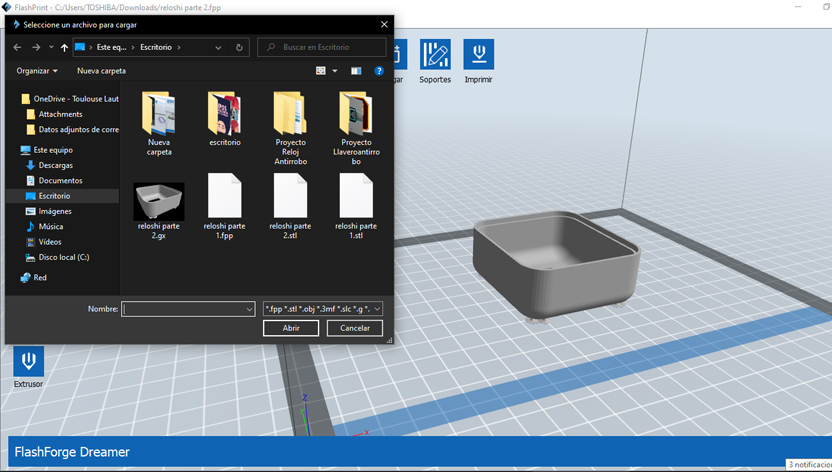 FlashPrint - C:/Users/TOSHIBA/Downloads/reloshi parte 2.fpp
Seleccione un archivo para cargar
Este eq...
Escritorio
Buscar en Escritorio
Organizar
Nueva carpeta
OneDrive - Toulouse Laut
Attachments
Datos adjuntos de corre
Este equipo
Descargas
Documentos
Escritorio
Imágenes
Música
Vídeos
Disco local (C:)
Red
Nueva
carpeta
escritorio
Proyecto
Reloj
Antirrobo
Proyecto
Llaveroantirro
bo
reloshi parte
2.gx
reloshi parte
1.fpp
reloshi parte
2.stl
reloshi parte
1.stl
Nombre:
*.fpp *.stl *.obj *.3mf *.slc *.g *.
Abrir
Cancelar
gar
Soportes
Imprimir
Extrusor
Z
X
FlashForge Dreamer
3 notificacion